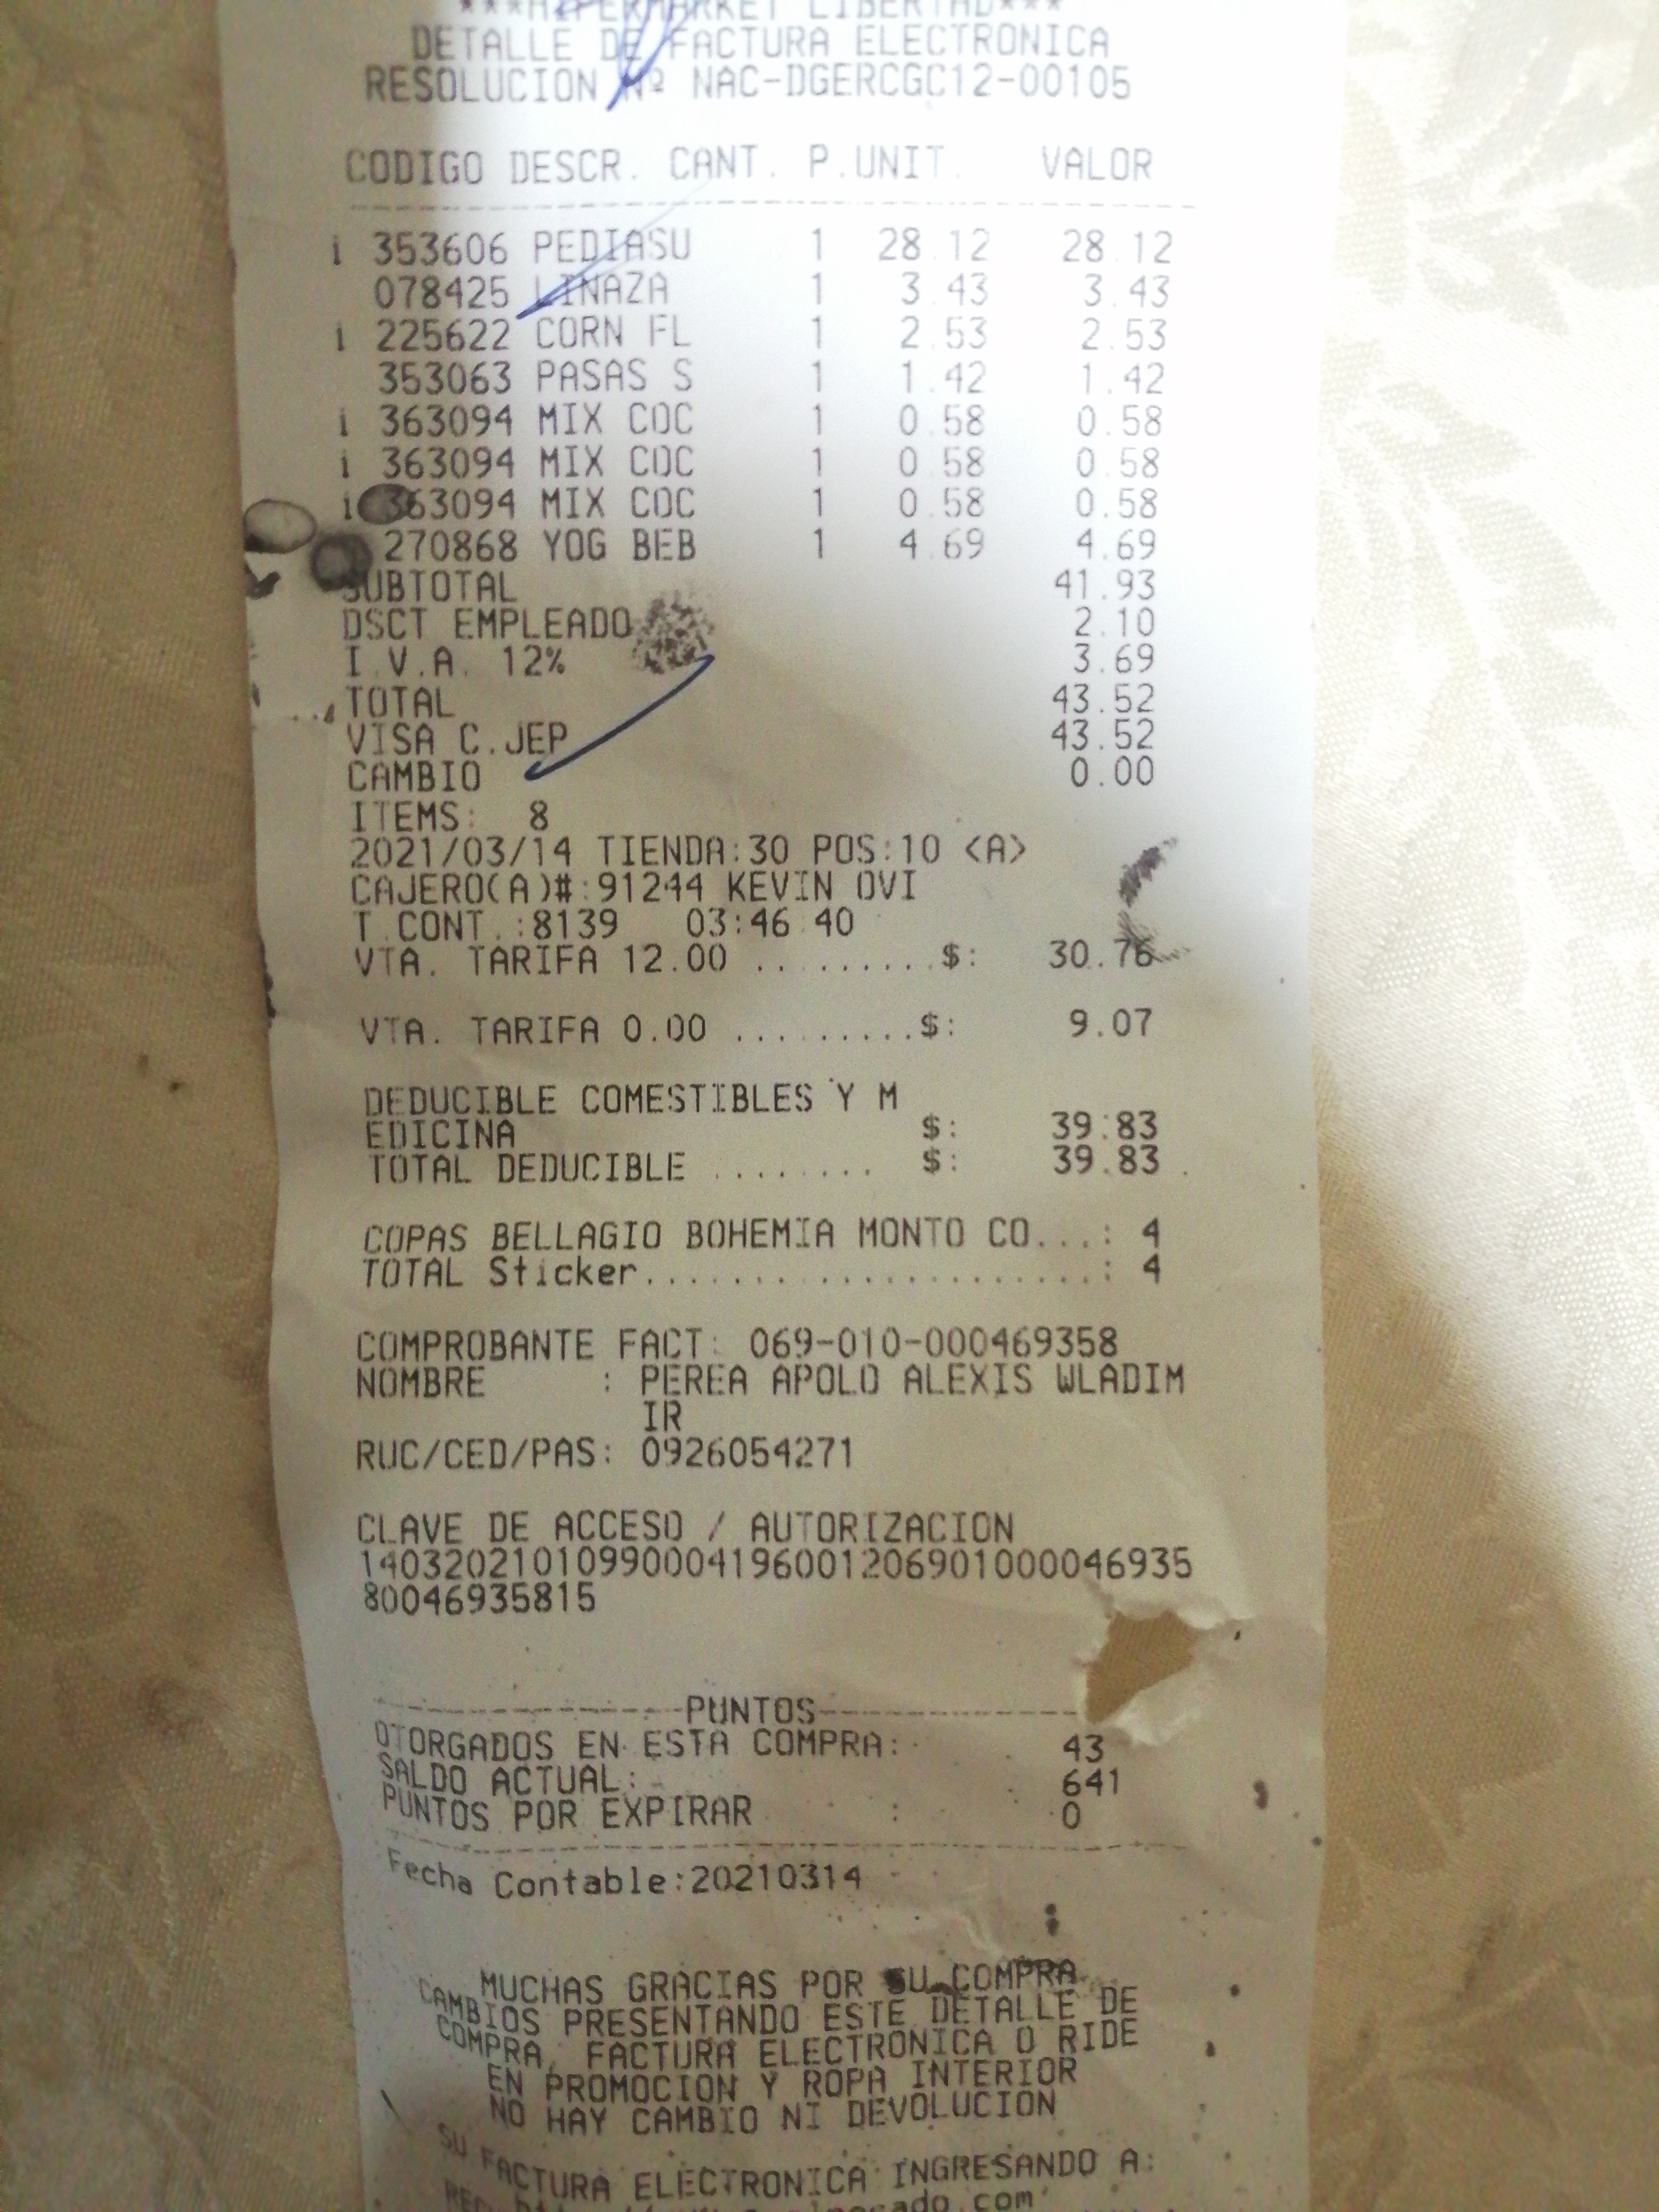 ***HIPERMARKET LIBERTAD***
DETALLE DE FACTURA ELECTRONICA
RESOLUCION Nº NAC-DGERCGC12-00105
CODIGO DESCR. CANT. P.UNIT. VALOR
i 353606 PEDIASU 1 28.12 28.12
078425 LINAZA 1 3.43 3.43
i 225622 CORN FL 1 2.53 2.53
353063 PASAS S 1 1.42 1.42
i 363094 MIX COC 1 0.58 0.58
i 363094 MIX COC 1 0.58 0.58
i 363094 MIX COC 1 0.58 0.58
270868 YOG BEB 1 4.69 4.69
SUBTOTAL 41.93
DSCT EMPLEADO 2.10
I.V.A. 12% 3.69
TOTAL 43.52
VISA C.JEP 43.52
CAMBIO 0.00
ITEMS: 8
2021/03/14 TIENDA:30 POS:10 <A>
CAJERO(A)#:91244 KEVIN OVI
T.CONT.:8139 03:46:40
VTA. TARIFA 12.00 .........$: 30.76
VTA. TARIFA 0.00 .........$: 9.07
DEDUCIBLE COMESTIBLES Y M
EDICINA $: 39.83
TOTAL DEDUCIBLE ........ $: 39.83
COPAS BELLAGIO BOHEMIA MONTO CO...: 4
TOTAL Sticker......................: 4
COMPROBANTE FACT: 069-010-000469358
NOMBRE : PEREA APOLO ALEXIS WLADIM
IR
RUC/CED/PAS: 0926054271
CLAVE DE ACCESO / AUTORIZACION
14032021010990004196001206901000046935
80046935815
PUNTOS
OTORGADOS EN ESTA COMPRA: 43
SALDO ACTUAL: 641
PUNTOS POR EXPIRAR : 0
Fecha Contable:20210314
MUCHAS GRACIAS POR SU COMPRA
CAMBIOS PRESENTANDO ESTE DETALLE DE
COMPRA, FACTURA ELECTRONICA O RIDE
EN PROMOCION Y ROPA INTERIOR
NO HAY CAMBIO NI DEVOLUCION
SU FACTURA ELECTRONICA INGRESANDO A: